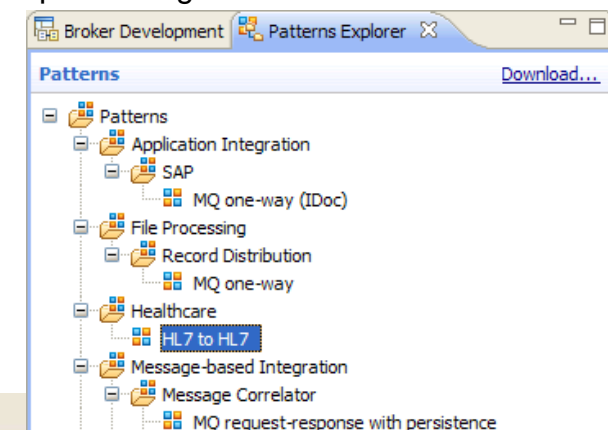 Broker Development Patterns Explorer
Patterns Download...
Patterns
Application Integration
SAP
MQ one-way (IDoc)
File Processing
Record Distribution
MQ one-way
Healthcare
HL7 to HL7
Message-based Integration
Message Correlator
MQ request-response with persistence